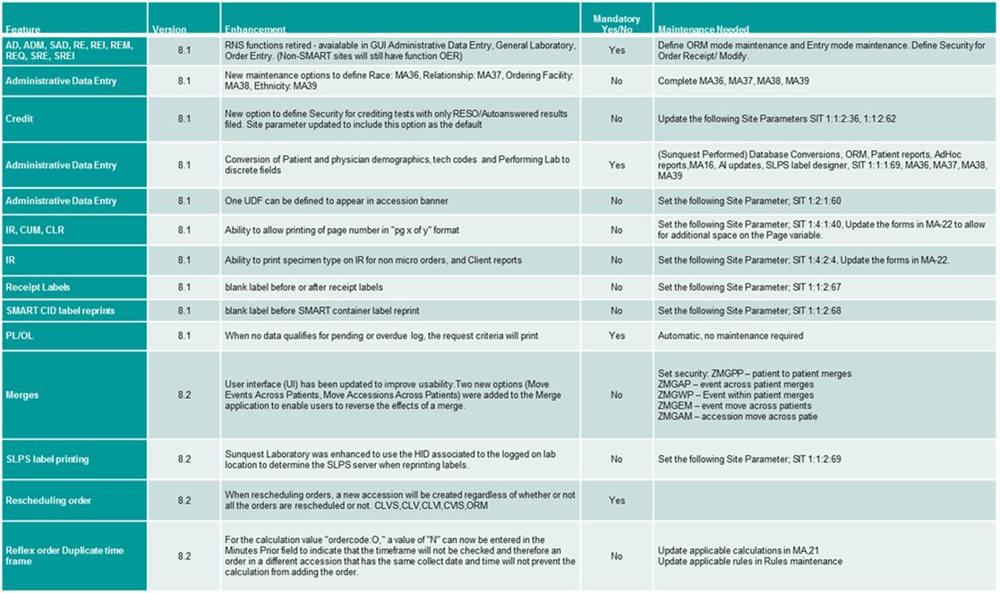 Feature Version Enhancement Mandatory Yes/No Maintenance Needed
AD, ADM, SAD, RE, REI, REM,
REQ, SRE, SREI
8.1
RNS functions retired - avaialable in GUI Administrative Data Entry, General Laboratory,
Order Entry. (Non-SMART sites will still have function OER)
Yes
Define ORM mode maintenance and Entry mode maintenance. Define Security for
Order Receipt/ Modify.
Administrative Data Entry
8.1
New maintenance options to define Race: MA36, Relationship: MA37, Ordering Facility:
MA38, Ethnicity: MA39
No
Complete MA36, MA37, MA38, MA39
Credit
8.1
New option to define Security for crediting tests with only RESO/Autoanswered results
filed. Site parameter updated to include this option as the default
No
Update the following Site Parameters SIT 1:1:2:36, 1:1:2:62
Administrative Data Entry
8.1
Conversion of Patient and physician demographics, tech codes and Performing Lab to
discrete fields
Yes
(Sunquest Performed) Database Conversions, ORM, Patient reports, AdHoc
reports,MA16, AI updates, SLPS label designer, SIT 1:1:1:69, MA36, MA37, MA38,
MA39
Administrative Data Entry
8.1
One UDF can be defined to appear in accession banner
No
Set the following Site Parameter; SIT 1:2:1:60
IR, CUM, CLR
8.1
Ability to allow printing of page number in "pg x of y" format
No
Set the following Site Parameter; SIT 1:4:1:40, Update the forms in MA-22 to allow
for additional space on the Page variable.
IR
8.1
Ability to print specimen type on IR for non micro orders, and Client reports
No
Set the following Site Parameter; SIT 1:4:2:4, Update the forms in MA-22.
Receipt Labels
8.1
blank label before or after receipt labels
No
Set the following Site Parameter; SIT 1:1:2:67
SMART CID label reprints
8.1
blank label before SMART container label reprint
No
Set the following Site Parameter; SIT 1:1:2:68
PL/OL
8.1
When no data qualifies for pending or overdue log, the request criteria will print
Yes
Automatic, no maintenance required
Merges
8.2
User interface (UI) has been updated to improve usability.Two new options (Move
Events Across Patients, Move Accessions Across Patients) were added to the Merge
application to enable users to reverse the effects of a merge.
No
Set security: ZMGPP – patient to patient merges
ZMGAP – event across patient merges
ZMGWP – Event within patient merges
ZMGEM – event move across patients
ZMGAM – accession move across patie
SLPS label printing
8.2
Sunquest Laboratory was enhanced to use the HID associated to the logged on lab
location to determine the SLPS server when reprinting labels.
No
Set the following Site Parameter; SIT 1:1:2:69
Rescheduling order
8.2
When rescheduling orders, a new accession will be created regardless of whether or not
all the orders are rescheduled or not. CLVS,CLV,CLVI,CVIS,ORM
Yes
Reflex order Duplicate time
frame
8.2
For the calculation value "ordercode:O," a value of "N" can now be entered in the
Minutes Prior field to indicate that the timeframe will not be checked and therefore an
order in a different accession that has the same collect date and time will not prevent the
calculation from adding the order.
No
Update applicable calculations in MA,21
Update applicable rules in Rules maintenance